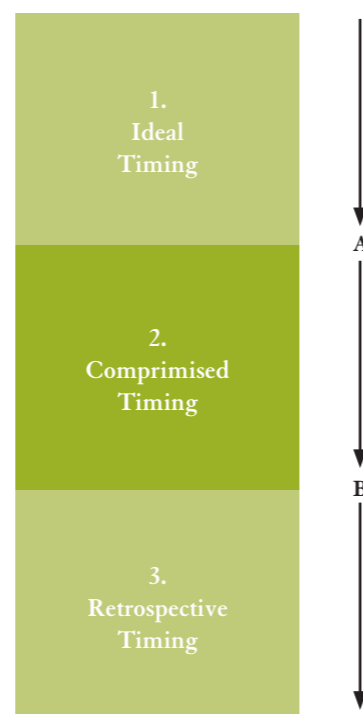 1.
Ideal
Timing
A
2.
Comprimised
Timing
B
3.
Retrospective
Timing